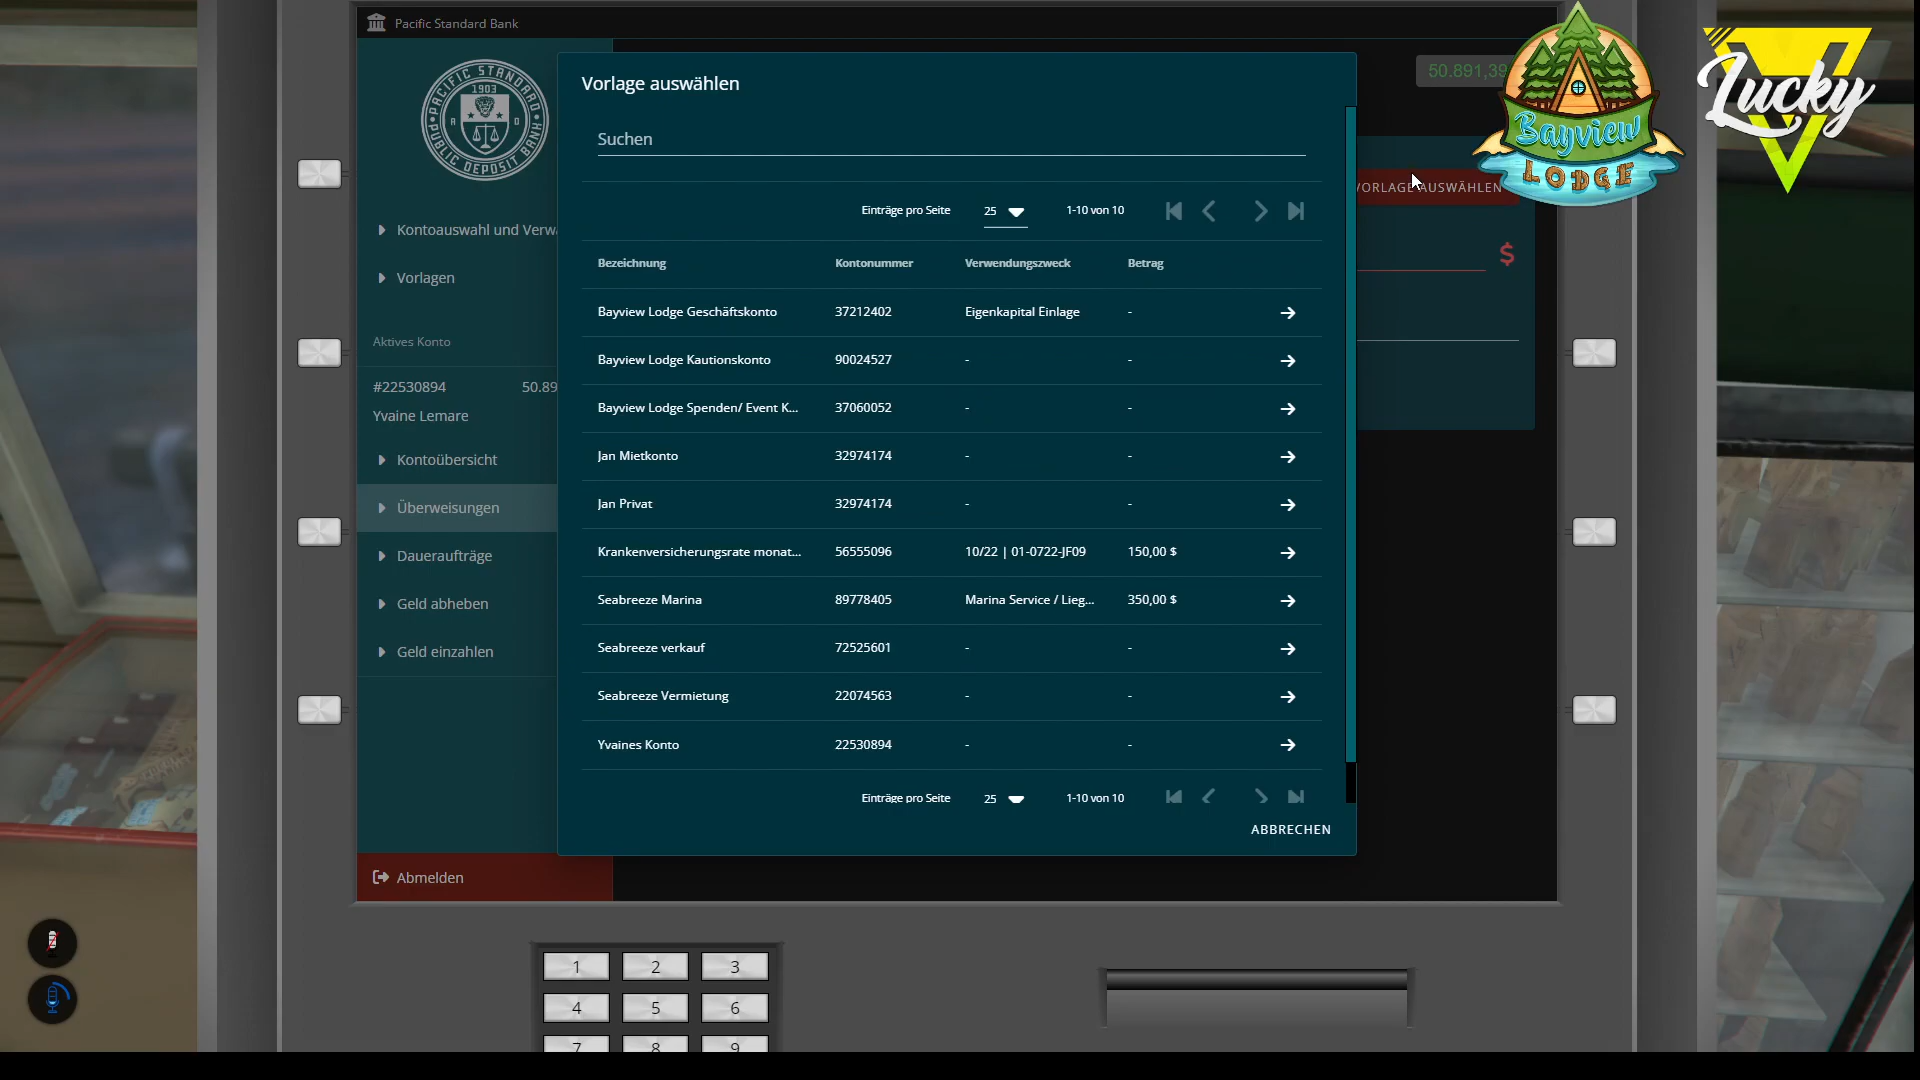 Pacific Standard Bank
PACIFIC STANDARD
1903
R D
PUBLIC DEPOSIT BANK
Kontoauswahl und Verwa
Vorlagen
Aktives Konto
#22530894 50.89
Yvaine Lemare
Kontoübersicht
Überweisungen
Daueraufträge
Geld abheben
Geld einzahlen
Abmelden
Vorlage auswählen
Suchen
Einträge pro Seite 25 1-10 von 10
Bezeichnung Kontonummer Verwendungszweck Betrag
Bayview Lodge Geschäftskonto 37212402 Eigenkapital Einlage -
Bayview Lodge Kautionskonto 90024527 - -
Bayview Lodge Spenden/ Event K... 37060052 - -
Jan Mietkonto 32974174 - -
Jan Privat 32974174 - -
Krankenversicherungsrate monat... 56555096 10/22 | 01-0722-JF09 150,00 $
Seabreeze Marina 89778405 Marina Service / Lieg... 350,00 $
Seabreeze verkauf 72525601 - -
Seabreeze Vermietung 22074563 - -
Yvaines Konto 22530894 - -
Einträge pro Seite 25 1-10 von 10
ABBRECHEN
50.891,39
VORLAGE AUSWÄHLEN
$
Bayview
LODGE
Lucky
V
1 2 3
4 5 6
7 8 9